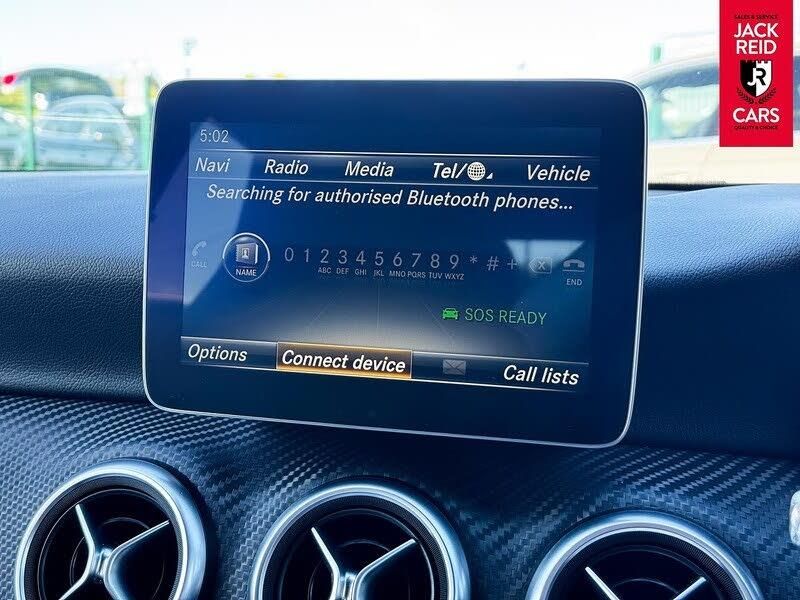 SALES & SERVICE
JACK
REID
JR
CARS
QUALITY & CHOICE
5:02
Navi Radio Media Tel/ Vehicle
Searching for authorised Bluetooth phones...
CALL NAME 0 1 2 3 4 5 6 7 8 9 * # + END
ABC DEF GHI JKL MNO PQRS TUV WXYZ
SOS READY
Options Connect device Call lists